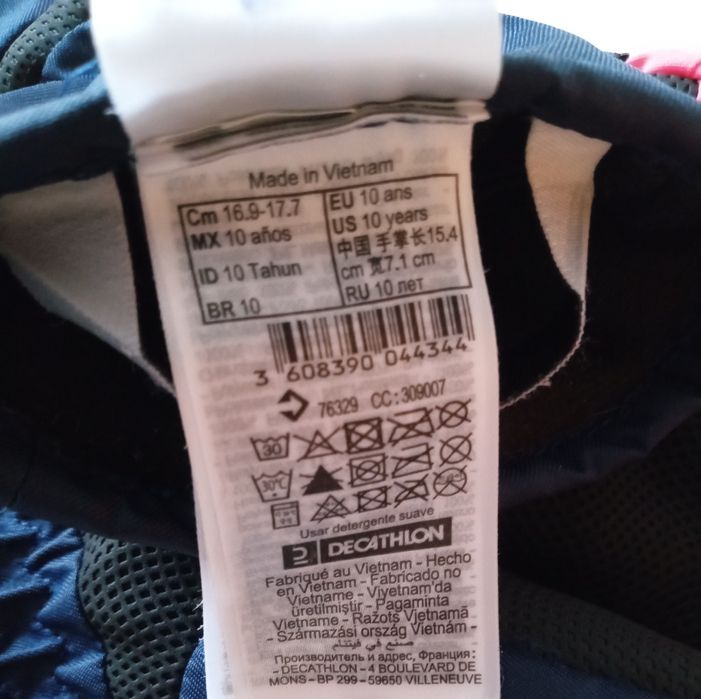 Made in Vietnam
Cm 16.9-17.7
MX 10 años
ID 10 Tahun
BR 10
EU 10 ans
US 10 years
中国 手掌长15.4
cm 宽7.1 cm
RU 10 лет
3 608390 044344
76329 CC:309007
30
30°C
Usar detergente suave
DECATHLON
Fabriqué au Vietnam - Hecho
en Vietnam - Fabricado no
Vietname - Viyetnam'da
üretilmiştir - Pagaminta
Vietname - Ražots Vjetnamā
- Származási ország Vietnám -
صنع في فيتنام
Производитель и адрес, Франция :
- DECATHLON - 4 BOULEVARD DE
MONS - BP 299 - 59650 VILLENEUVE